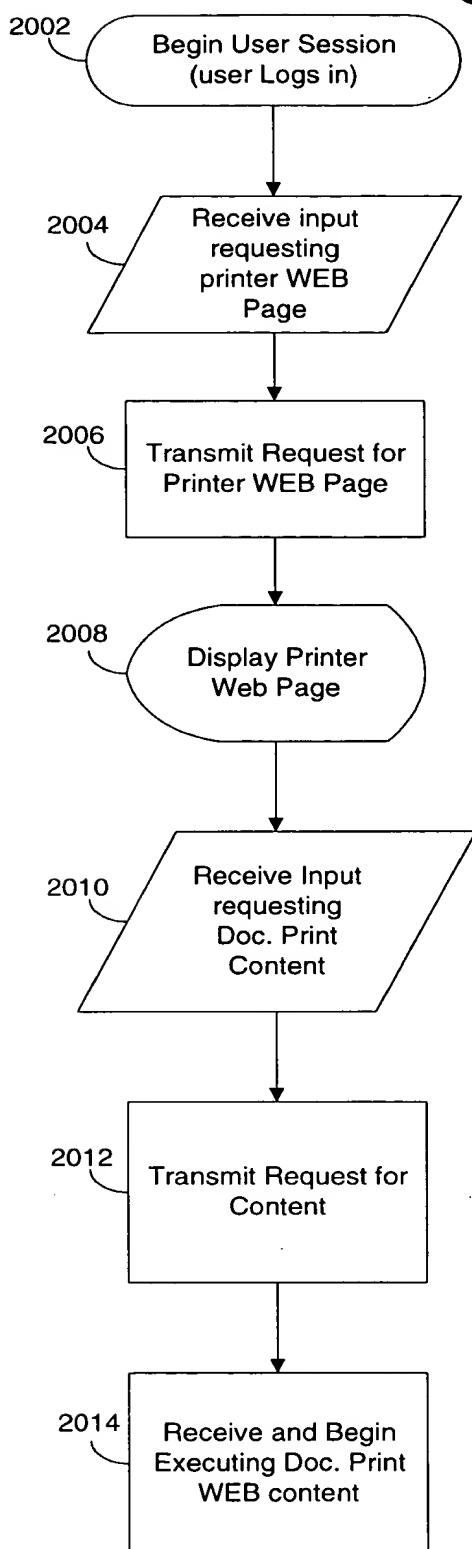 2002
Begin User Session
(user Logs in)
2004
Receive input
requesting
printer WEB
Page
2006
Transmit Request for
Printer WEB Page
2008
Display Printer
Web Page
2010
Receive Input
requesting
Doc. Print
Content
2012
Transmit Request for
Content
2014
Receive and Begin
Executing Doc. Print
WEB content